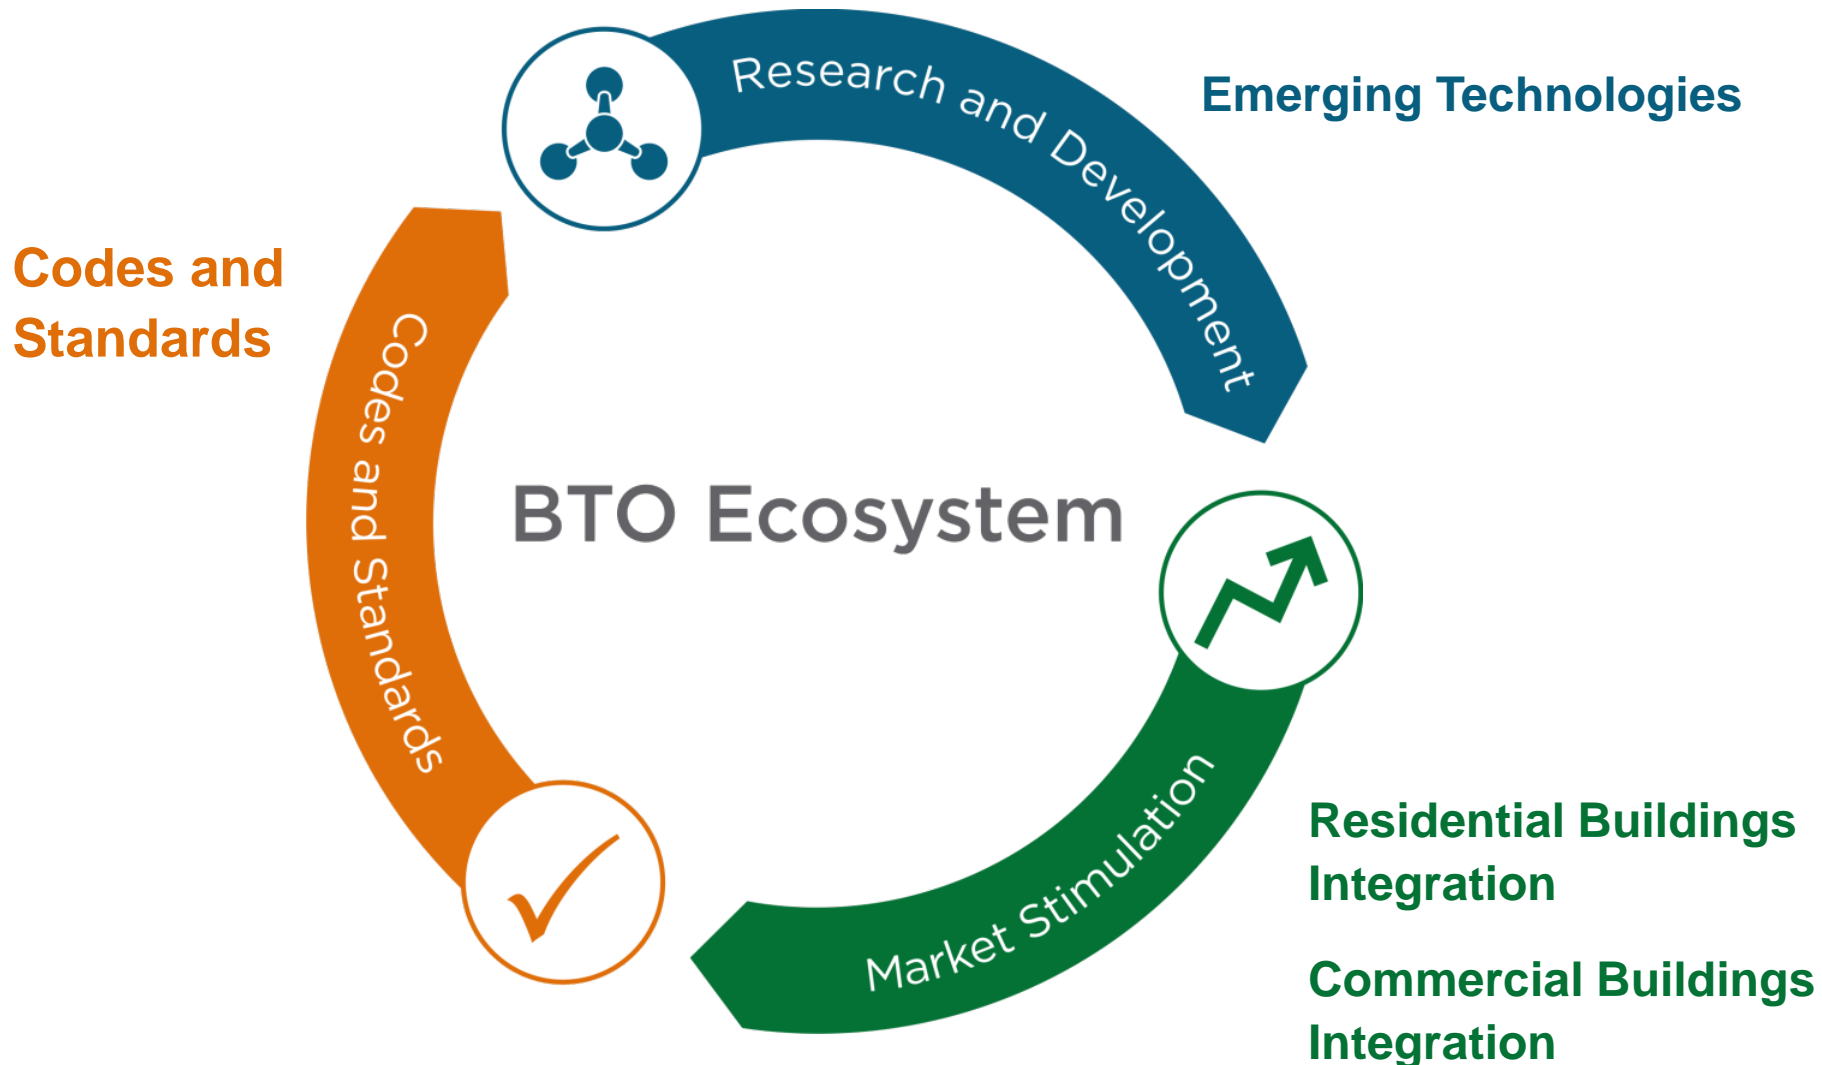 Research and Development
Emerging Technologies
Codes and
Standards
Codes and Standards
BTO Ecosystem
Market Stimulation
Residential Buildings
Integration
Commercial Buildings
Integration